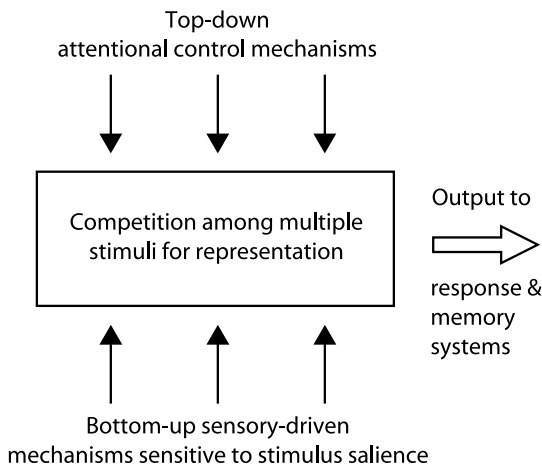 Top-down
attentional control mechanisms
Competition among multiple
stimuli for representation
Output to
response &
memory
systems
Bottom-up sensory-driven
mechanisms sensitive to stimulus salience